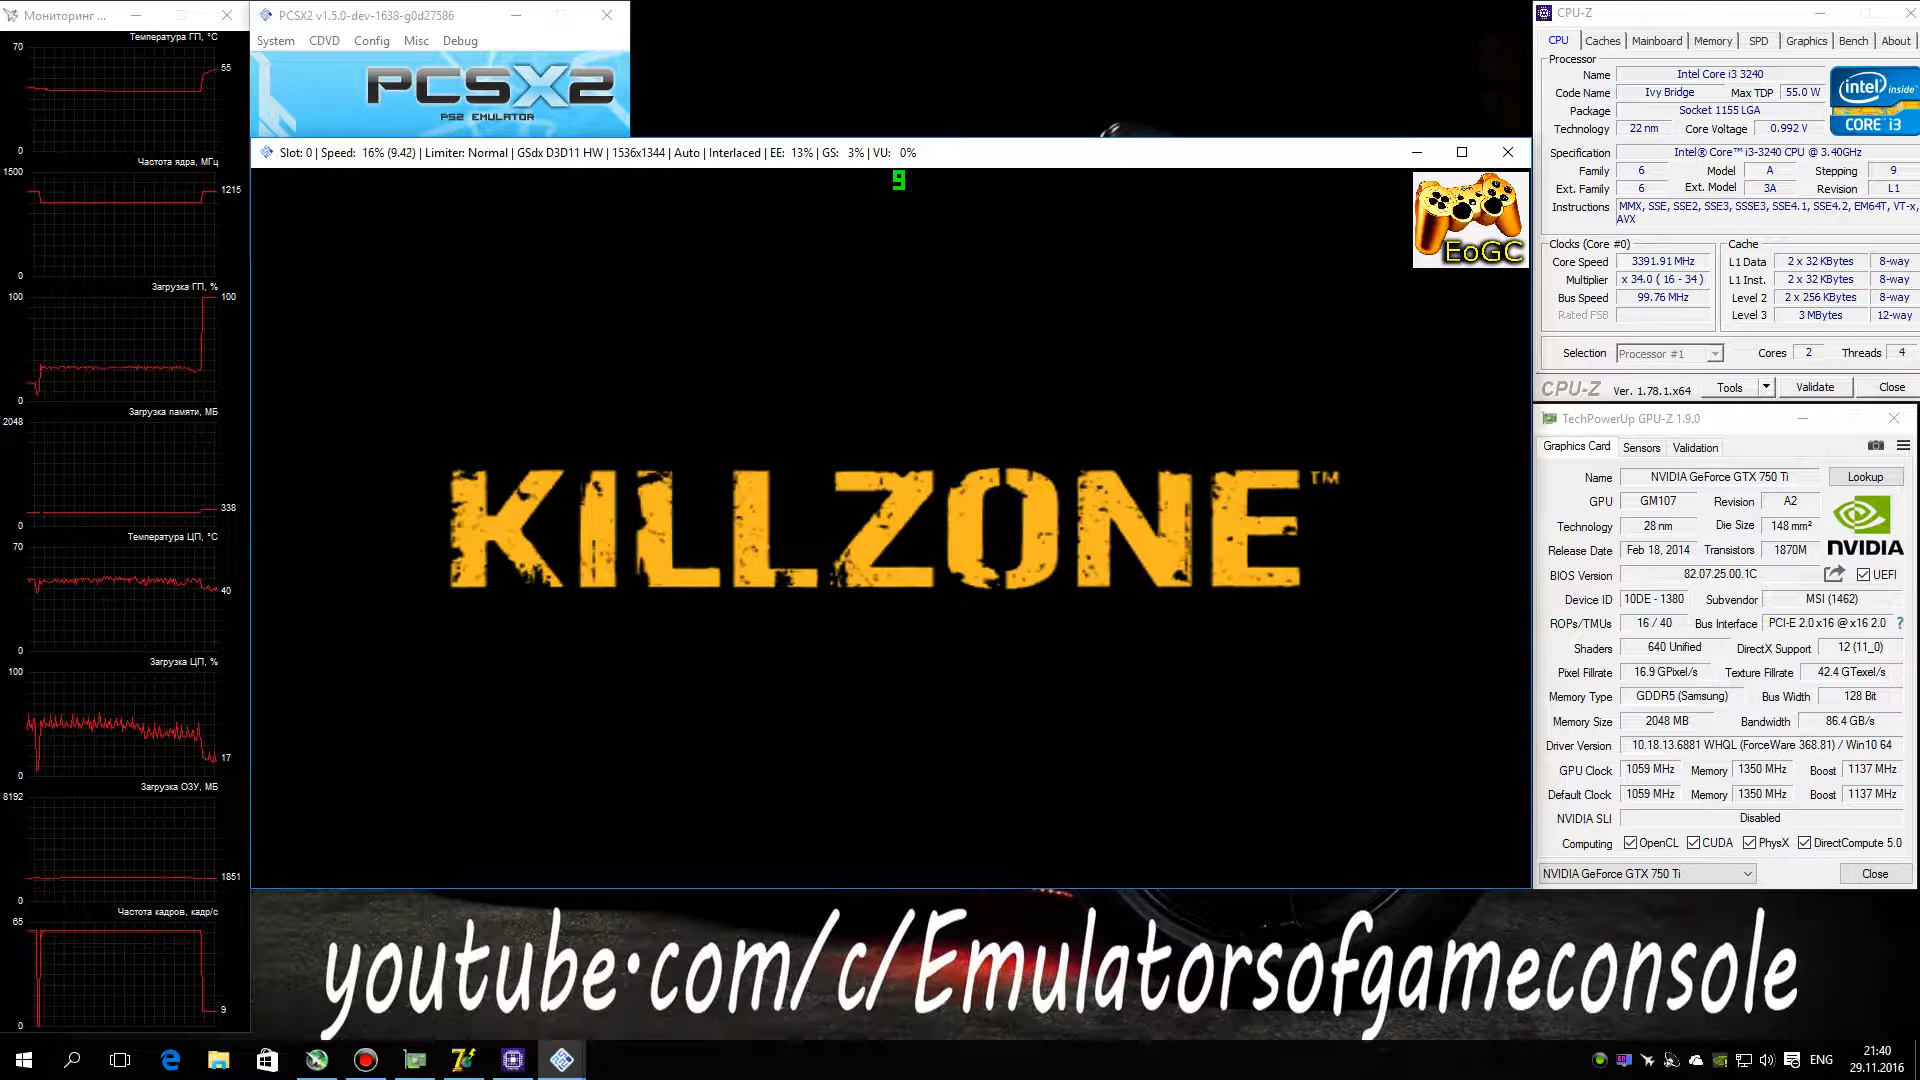 Мониторинг ...
Температура ГП, °C
70
55
0
Частота ядра, МГц
1500
1215
0
Загрузка ГП, %
100
100
0
Загрузка памяти, МБ
2048
338
0
Температура ЦП, °C
70
40
0
Загрузка ЦП, %
100
17
0
Загрузка ОЗУ, МБ
8192
1851
0
Частота кадров, кадр/с
65
9
0
PCSX2 v1.5.0-dev-1638-g0d27586
System CDVD Config Misc Debug
PCSX2
PS2 EMULATOR
Slot: 0 | Speed: 16% (9.42) | Limiter: Normal | GSdx D3D11 HW | 1536x1344 | Auto | Interlaced | EE: 13% | GS: 3% | VU: 0%
9
EoGC
KILLZONE™
youtube.com/c/Emulatorsofgameconsole
CPU-Z
CPU Caches Mainboard Memory SPD Graphics Bench About
Processor
Name Intel Core i3 3240
Code Name Ivy Bridge Max TDP 55.0 W
Package Socket 1155 LGA
Technology 22 nm Core Voltage 0.992 V
intel inside™
CORE i3
Specification Intel® Core™ i3-3240 CPU @ 3.40GHz
Family 6 Model A Stepping 9
Ext. Family 6 Ext. Model 3A Revision L1
Instructions MMX, SSE, SSE2, SSE3, SSSE3, SSE4.1, SSE4.2, EM64T, VT-x,
AVX
Clocks (Core #0) Cache
Core Speed 3391.91 MHz L1 Data 2 x 32 KBytes 8-way
Multiplier x 34.0 ( 16 - 34 ) L1 Inst. 2 x 32 KBytes 8-way
Bus Speed 99.76 MHz Level 2 2 x 256 KBytes 8-way
Rated FSB Level 3 3 MBytes 12-way
Selection Processor #1 Cores 2 Threads 4
CPU-Z Ver. 1.78.1.x64 Tools Validate Close
TechPowerUp GPU-Z 1.9.0
Graphics Card Sensors Validation
Name NVIDIA GeForce GTX 750 Ti Lookup
GPU GM107 Revision A2
Technology 28 nm Die Size 148 mm²
Release Date Feb 18, 2014 Transistors 1870M
NVIDIA
BIOS Version 82.07.25.00.1C UEFI
Device ID 10DE - 1380 Subvendor MSI (1462)
ROPs/TMUs 16 / 40 Bus Interface PCI-E 2.0 x16 @ x16 2.0 ?
Shaders 640 Unified DirectX Support 12 (11_0)
Pixel Fillrate 16.9 GPixel/s Texture Fillrate 42.4 GTexel/s
Memory Type GDDR5 (Samsung) Bus Width 128 Bit
Memory Size 2048 MB Bandwidth 86.4 GB/s
Driver Version 10.18.13.6881 WHQL (ForceWare 368.81) / Win10 64
GPU Clock 1059 MHz Memory 1350 MHz Boost 1137 MHz
Default Clock 1059 MHz Memory 1350 MHz Boost 1137 MHz
NVIDIA SLI Disabled
Computing OpenCL CUDA PhysX DirectCompute 5.0
NVIDIA GeForce GTX 750 Ti Close
ENG
21:40
29.11.2016